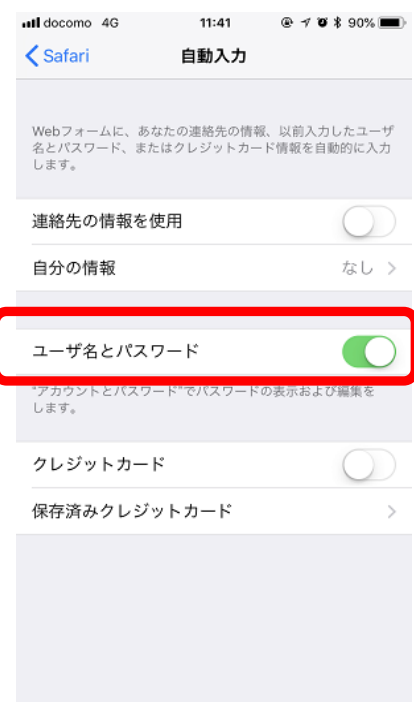 docomo 4G 11:41 90%
Safari 自動入力
Webフォームに、あなたの連絡先の情報、以前入力したユーザ
名とパスワード、またはクレジットカード情報を自動的に入力
します。
連絡先の情報を使用
自分の情報 なし
ユーザ名とパスワード
"アカウントとパスワード"でパスワードの表示および編集を
します。
クレジットカード
保存済みクレジットカード